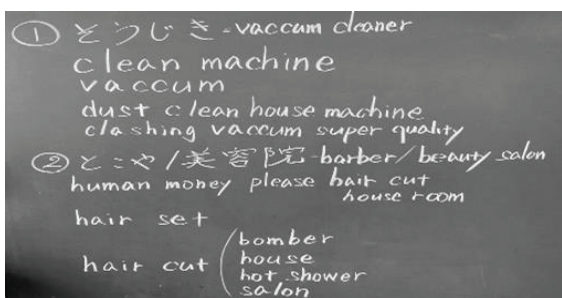 ① そうじき-vaccum cleaner
clean machine
vaccum
dust clean house machine
clashing vaccum super quality
② とこや/美容院-barber/beauty salon
human money please hair cut
house room
hair set
hair cut ( bomber
house
hot shower
salon